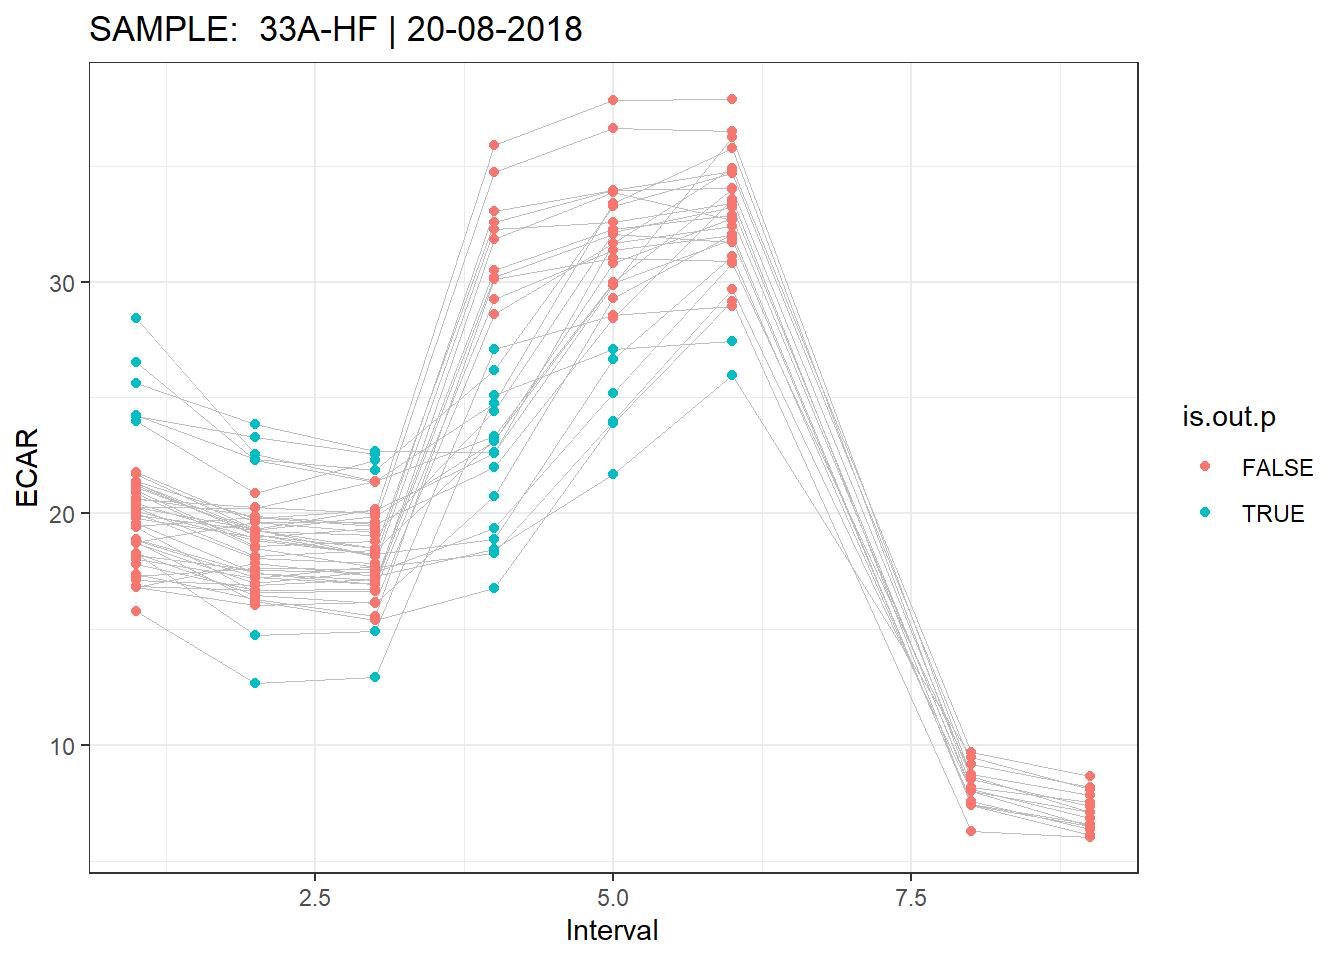 SAMPLE:  33A-HF | 20-08-2018
ECAR
30
20
10
2.5
5.0
7.5
Interval
is.out.p
FALSE
TRUE